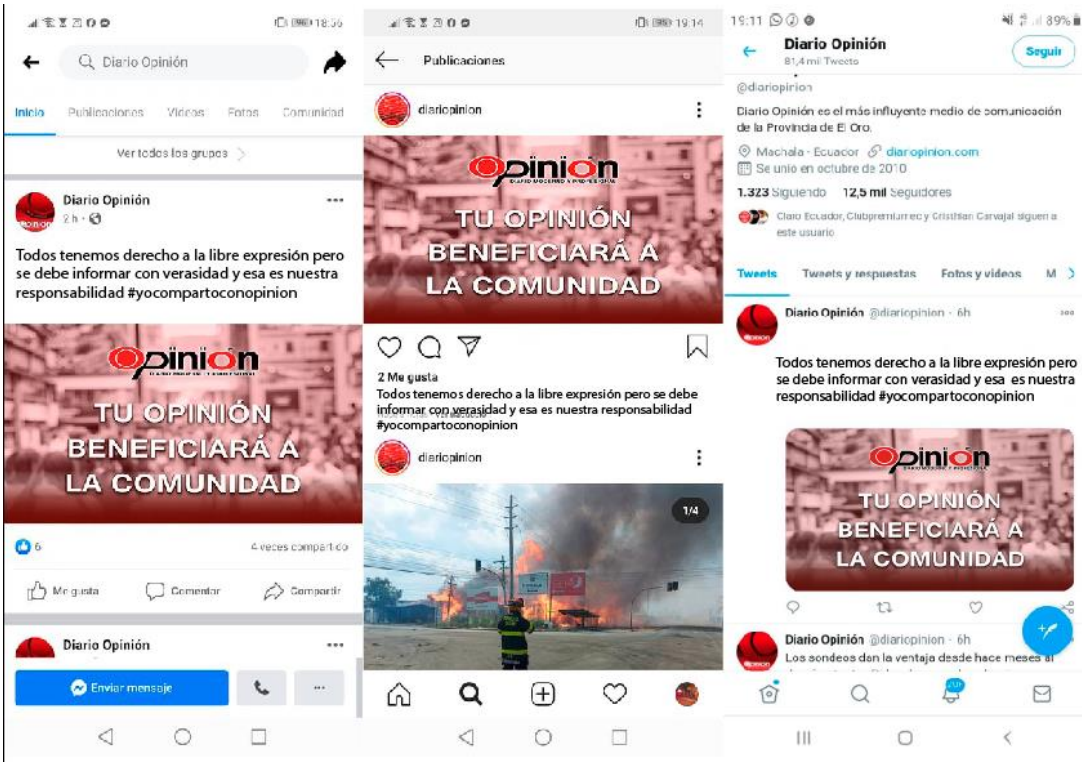 18:56
Diario Opinión
Inicio Publicaciones Videos Fotos Comunidad
Ver todos los grupos
Diario Opinión
2 h
Todos tenemos derecho a la libre expresión pero
se debe informar con verasidad y esa es nuestra
responsabilidad #yocompartoconopinion
Opinión
TU OPINIÓN
BENEFICIARÁ A
LA COMUNIDAD
6
4 veces compartido
Me gusta Comentar Compartir
Diario Opinión
Enviar mensaje
19:14
Publicaciones
diariopinion
Opinión
DIARIO MODERNO Y PROFESIONAL
TU OPINIÓN
BENEFICIARÁ A
LA COMUNIDAD
2 Me gusta
Todos tenemos derecho a la libre expresión pero se debe
informar con verasidad y esa es nuestra responsabilidad
#yocompartoconopinion
diariopinion
1/4
19:11 89%
Diario Opinión
81,4 mil Tweets
Seguir
@diariopinion
Diario Opinión es el más influyente medio de comunicación
de la Provincia de El Oro.
Machala - Ecuador diariopinion.com
Se unió en octubre de 2010
1.323 Siguiendo 12,5 mil Seguidores
Claro Ecuador, Clubpremiumec y Cristhian Carvajal siguen a
este usuario
Tweets Tweets y respuestas Fotos y videos M
Diario Opinión @diariopinion · 6h
Todos tenemos derecho a la libre expresión pero
se debe informar con verasidad y esa es nuestra
responsabilidad #yocompartoconopinion
Opinión
TU OPINIÓN
BENEFICIARÁ A
LA COMUNIDAD
Diario Opinión @diariopinion · 6h
Los sondeos dan la ventaja desde hace meses al